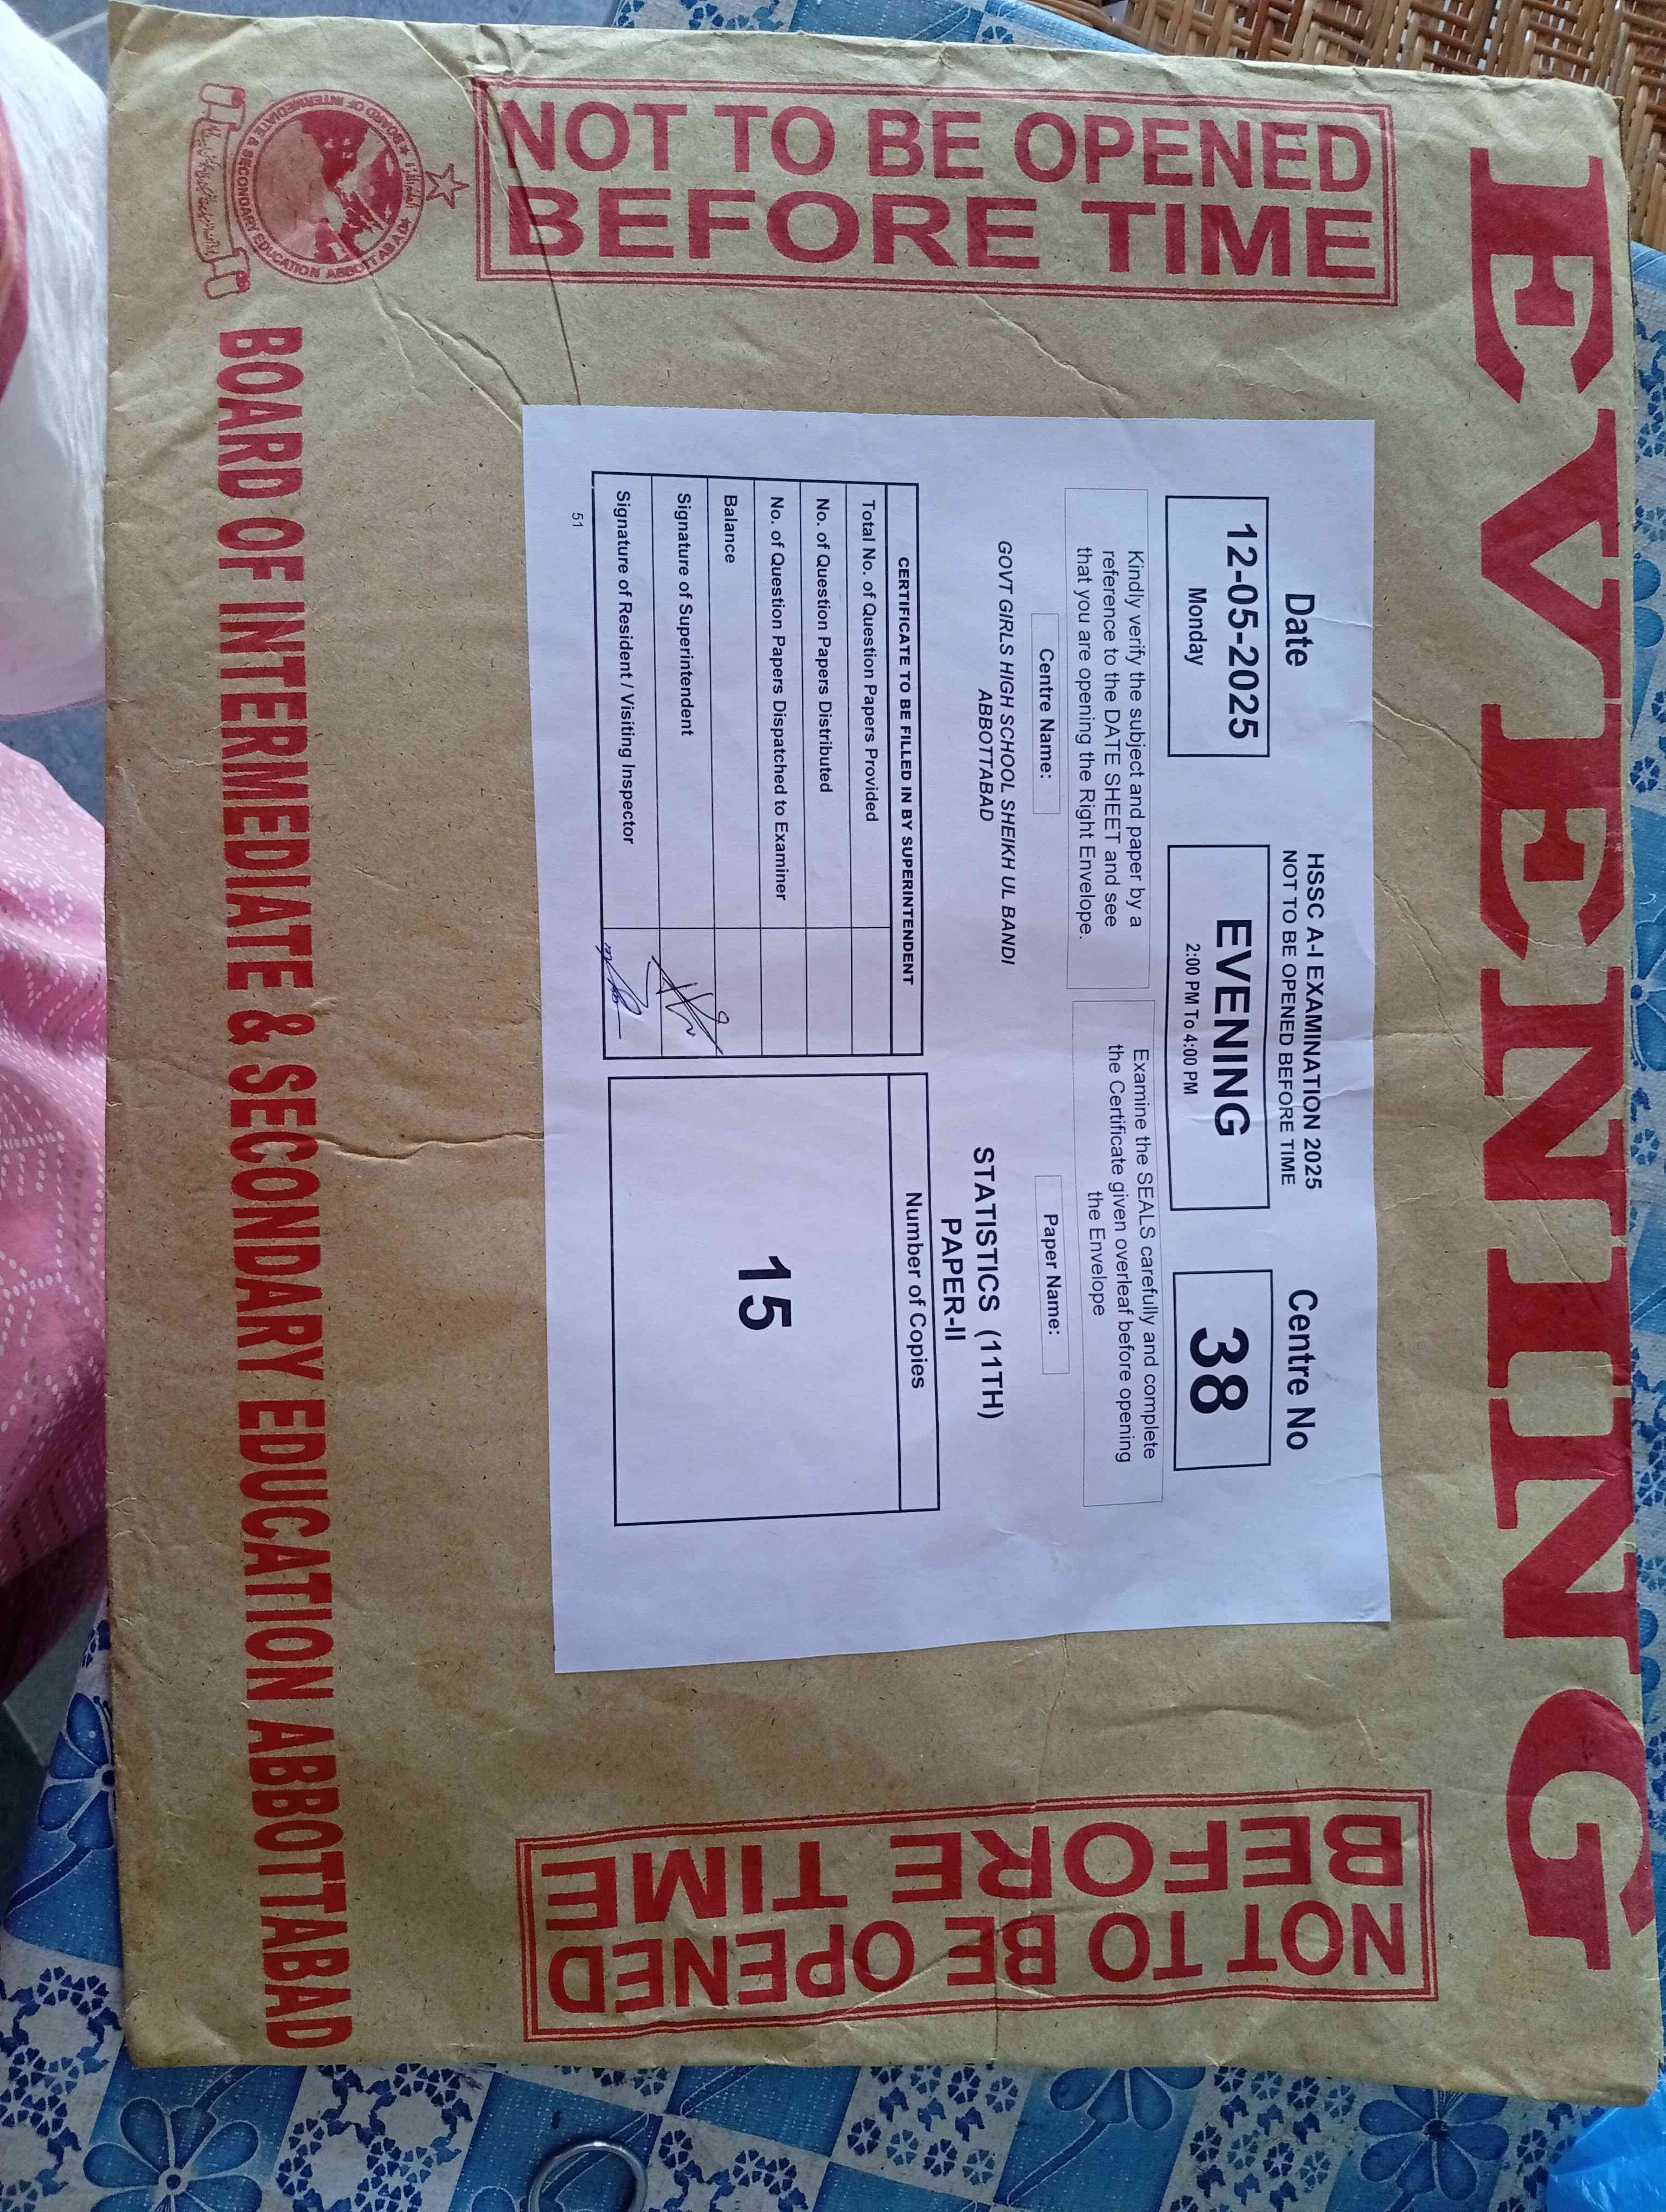 EVENING
NOT TO BE OPENED
BEFORE TIME
Date
12-05-2025
Monday
HSSC A-I EXAMINATION 2025
NOT TO BE OPENED BEFORE TIME
EVENING
2:00 PM To 4:00 PM
Centre No
38
Kindly verify the subject and paper by a
reference to the DATE SHEET and see
that you are opening the Right Envelope.
Examine the SEALS carefully and complete
the Certificate given overleaf before opening
the Envelope
Centre Name:
GOVT GIRLS HIGH SCHOOL SHEIKH UL BANDI
ABBOTTABAD
Paper Name:
STATISTICS (11TH)
PAPER-II
CERTIFICATE TO BE FILLED IN BY SUPERINTENDENT
Total No. of Question Papers Provided
No. of Question Papers Distributed
No. of Question Papers Dispatched to Examiner
Balance
Signature of Superintendent
Signature of Resident / Visiting Inspector
51
Number of Copies
15
NOT TO BE OPENED
BEFORE TIME
BOARD OF INTERMEDIATE & SECONDARY EDUCATION ABBOTTABAD
BOARD OF INTERMEDIATE & SECONDARY EDUCATION ABBOTTABAD